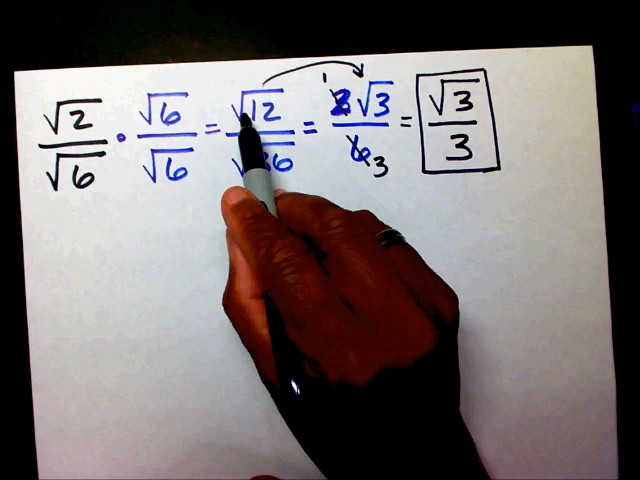 √2/√6 · √6/√6 = √12/√36 = 2√3/6 = √3/3
1
3